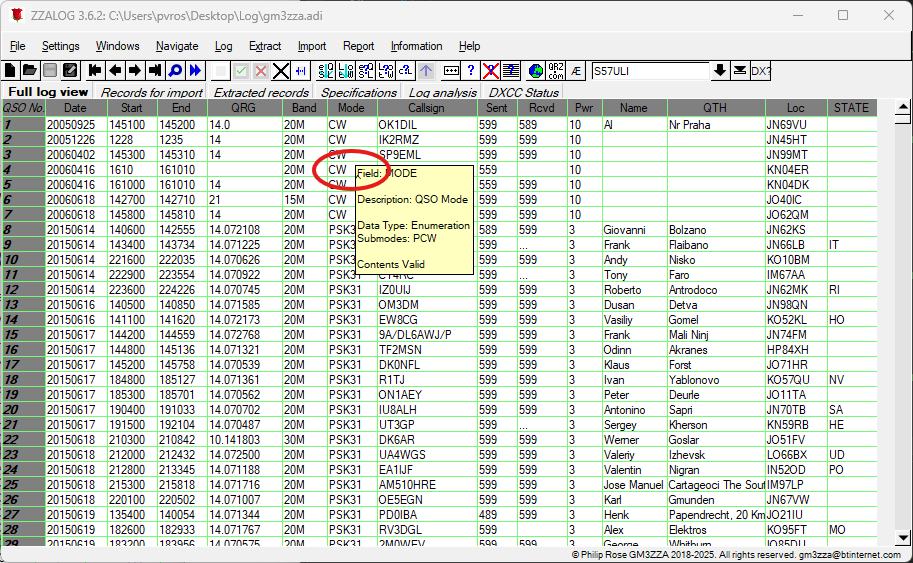 ZZALOG 3.6.2: C:\Users\pvros\Desktop\Log\gm3zza.adi
File Settings Windows Navigate Log Extract Import Report Information Help
S57ULI DX?
Full log view Records for import Extracted records Specifications Log analysis DXCC Status
QSO No. Date Start End QRG Band Mode Callsign Sent Rcvd Pwr Name QTH Loc STATE
1 20050925 145100 145200 14.0 20M CW OK1DIL 599 589 10 Al Nr Praha JN69VU
2 20051226 1228 1235 14 20M CW IK2RMZ 599 599 10 JN45HT
3 20060402 145300 145310 14 20M CW SP9EML 599 599 10 JN99MT
4 20060416 1610 161010 20M CW 559 10 KN04ER
5 20060416 161000 161010 14 20M CW 599 599 10 KN04DK
6 20060618 142700 142710 21 15M CW 599 599 10 JO40IC
7 20060618 145800 145810 14 20M CW 599 599 10 JO62QM
8 20150614 140600 142555 14.072108 20M PSK31 589 599 3 Giovanni Bolzano JN62KS
9 20150614 143400 143734 14.071225 20M PSK31 599 ... 3 Frank Flaibano JN66LB IT
10 20150614 221600 222035 14.076626 20M PSK31 599 599 3 Andy Nisko KO10BM
11 20150614 222900 223554 14.070922 20M PSK31 CT4RC 599 ... 3 Tony Faro IM67AA
12 20150614 223600 224226 14.070745 20M PSK31 IZ0UIJ 599 599 3 Roberto Antrodoco JN62MK RI
13 20150616 140500 140850 14.071585 20M PSK31 OM3DM 599 599 3 Dusan Detva JN98QN
14 20150616 141100 141620 14.072173 20M PSK31 EW8CG 599 599 3 Vasiliy Gomel KO52KL HO
15 20150617 144200 144559 14.072768 20M PSK31 9A/DL6AWJ/P 599 599 3 Frank Mali Ninj JN74FM
16 20150617 144800 145136 14.071321 20M PSK31 TF2MSN 599 599 3 Odinn Akranes HP84XH
17 20150617 145200 145758 14.070539 20M PSK31 DK0NFL 599 599 3 Klaus Forst JO71HR
18 20150617 184800 185127 14.071361 20M PSK31 R1TJ 599 599 3 Ivan Yablonovo KO57QU NV
19 20150617 185300 185701 14.070562 20M PSK31 ON1AEY 599 599 3 Peter Deurle JO11TA
20 20150617 190400 191033 14.070702 20M PSK31 IU8ALH 599 599 3 Antonino Sapri JN70TB SA
21 20150617 191500 192104 14.070487 20M PSK31 UT3GP 599 ... 3 Sergey Kherson KN59RB HE
22 20150618 210300 210842 10.141803 30M PSK31 DK6AR 599 599 3 Werner Goslar JO51FV
23 20150618 212000 212432 14.072500 20M PSK31 UA4WGS 599 599 3 Valeriy Izhevsk LO66BX UD
24 20150618 212800 213345 14.071188 20M PSK31 EA1IJF 599 599 3 Valentin Nigran IN52OD PO
25 20150618 215300 215818 14.071716 20M PSK31 AM510HRE 599 599 3 Jose Manuel Cartageoci The Sout IM97LP
26 20150618 220100 220502 14.071007 20M PSK31 OE5EGN 599 599 3 Karl Gmunden JN67VW
27 20150619 135400 140054 14.071344 20M PSK31 PD0IBA 489 599 3 Henk Papendrecht, 20 Km JO21IU
28 20150619 182600 182933 14.071767 20M PSK31 RV3DGL 599 599 3 Alex Elektros KO95FT MO
29 20150619 183200 183956 14.070575 20M PSK31 2M0WEV 599 599 3 George Whitburn JO85DU
Field: MODE
Description: QSO Mode
Data Type: Enumeration
Submodes: PCW
Contents Valid
© Philip Rose GM3ZZA 2018-2025. All rights reserved. gm3zza@btinternet.com